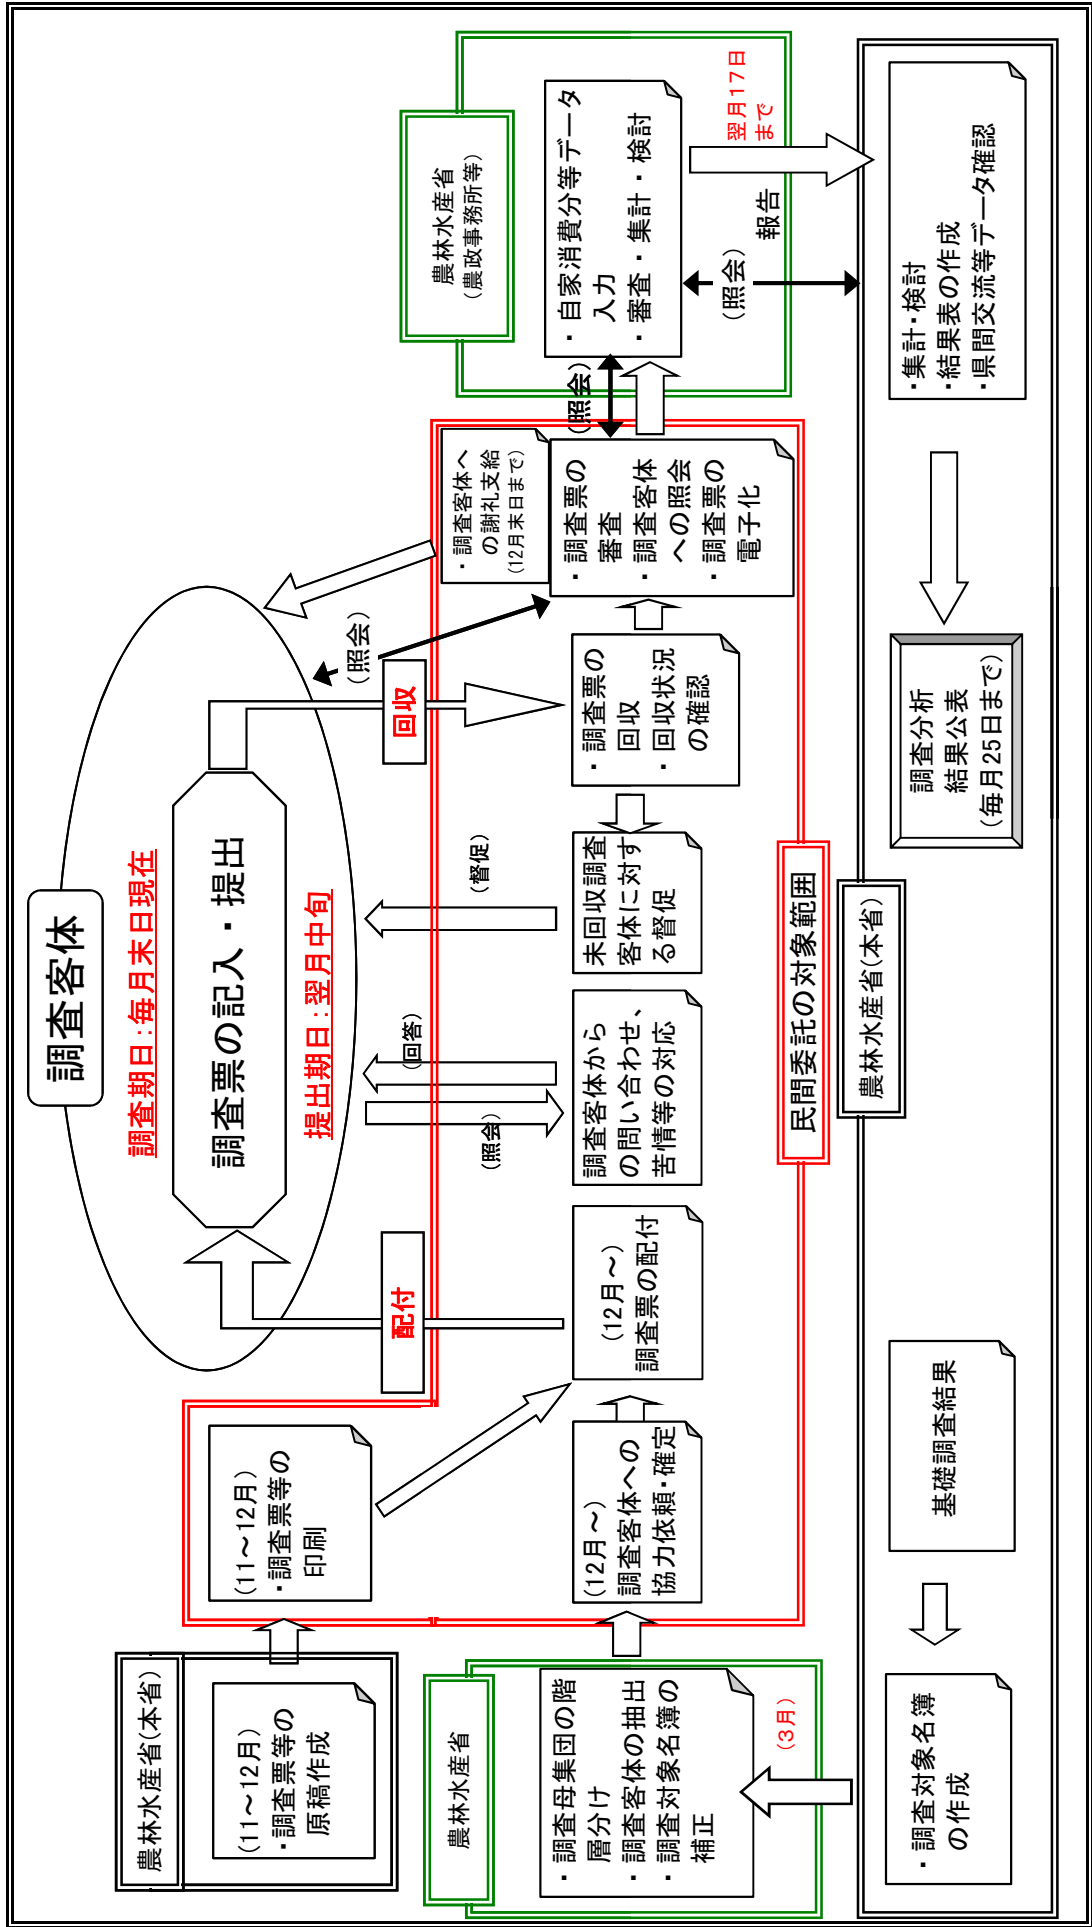 調査客体
調査期日:毎月末日現在
調査票の記入・提出
提出期日:翌月中旬
農林水産省(本省)
(11～12月)
・調査票等の
原稿作成
(11～12月)
・調査票等の
印刷
配付
(照会)
(回答)
(督促)
回収
(照会)
・調査客体へ
の謝礼支給
(12月末日まで)
農林水産省
(農政事務所等)
農林水産省
・調査母集団の階
層分け
・調査客体の抽出
・調査対象名簿の
補正
(3月)
(12月～)
調査客体への
協力依頼・確定
(12月～)
調査票の配付
調査客体から
の問い合わせ、
苦情等の対応
未回収調査
客体に対す
る督促
・調査票の
回収
・回収状況
の確認
・調査票の
審査
・調査客体
への照会
・調査票の
電子化
(照会)
・自家消費分等データ
入力
・審査・集計・検討
(照会)
報告
翌月17日
まで
民間委託の対象範囲
農林水産省(本省)
・調査対象名簿
の作成
基礎調査結果
調査分析
結果公表
(毎月25日まで)
・集計・検討
・結果表の作成
・県間交流等データ確認